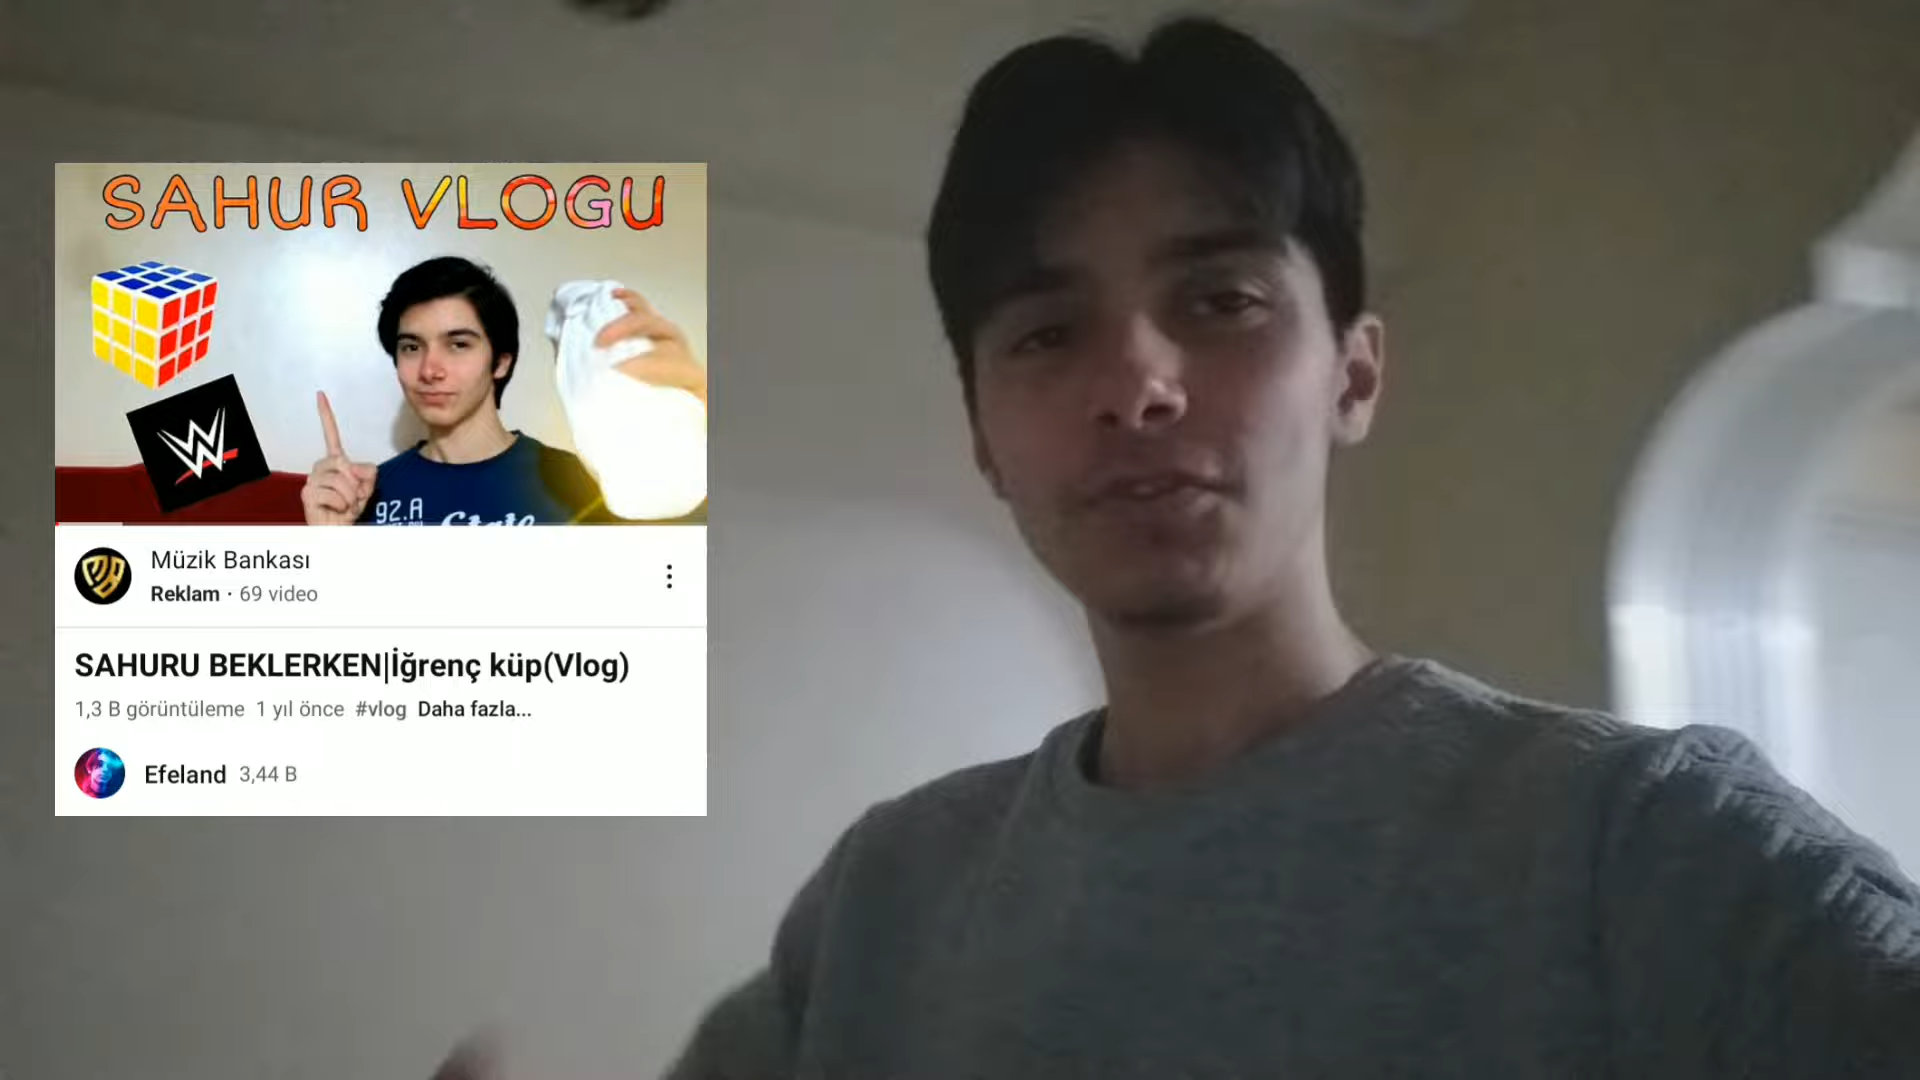 SAHUR VLOGU
W
92.A
State
Müzik Bankası
Reklam · 69 video
SAHURU BEKLERKEN|İğrenç küp(Vlog)
1,3 B görüntüleme 1 yıl önce #vlog Daha fazla...
Efeland 3,44 B